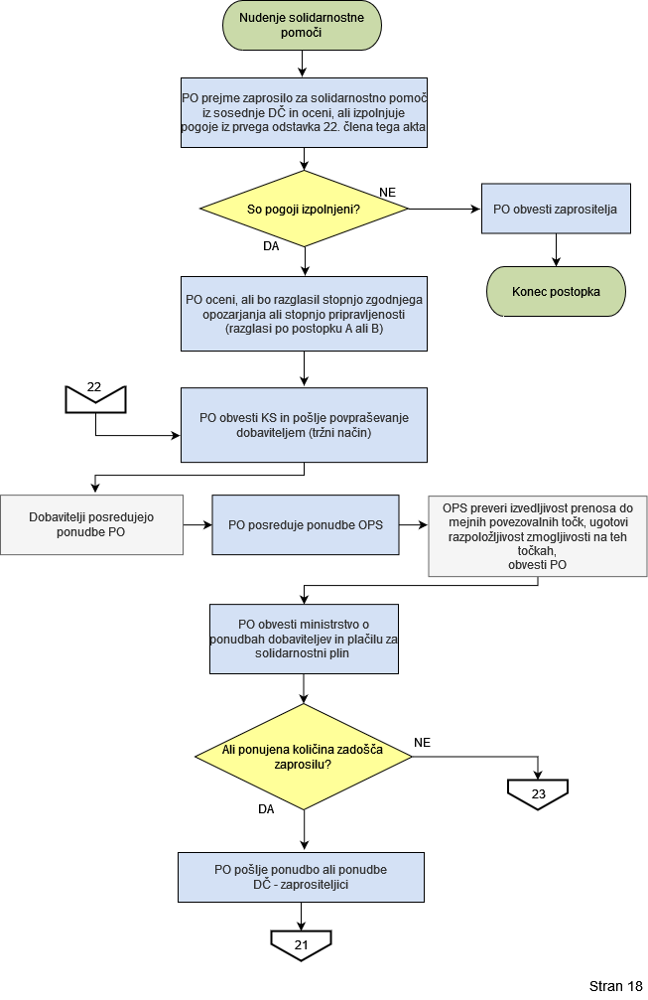 Nudenje solidarnostne
pomoči
PO prejme zaprosilo za solidarnostno pomoč
iz sosednje DČ in oceni, ali izpolnjuje
pogoje iz prvega odstavka 22. člena tega akta
So pogoji izpolnjeni?
NE
PO obvesti zaprositelja
Konec postopka
DA
PO oceni, ali bo razglasil stopnjo zgodnjega
opozarjanja ali stopnjo pripravljenosti
(razglasi po postopku A ali B)
22
PO obvesti KS in pošlje povpraševanje
dobaviteljem (tržni način)
Dobavitelji posredujejo
ponudbe PO
PO posreduje ponudbe OPS
OPS preveri izvedljivost prenosa do
mejnih povezovalnih točk, ugotovi
razpoložljivost zmogljivosti na teh
točkah,
obvesti PO
PO obvesti ministrstvo o
ponudbah dobaviteljev in plačilu za
solidarnostni plin
Ali ponujena količina zadošča
zaprosilu?
NE
23
DA
PO pošlje ponudbo ali ponudbe
DČ - zaprositeljici
21
Stran 18